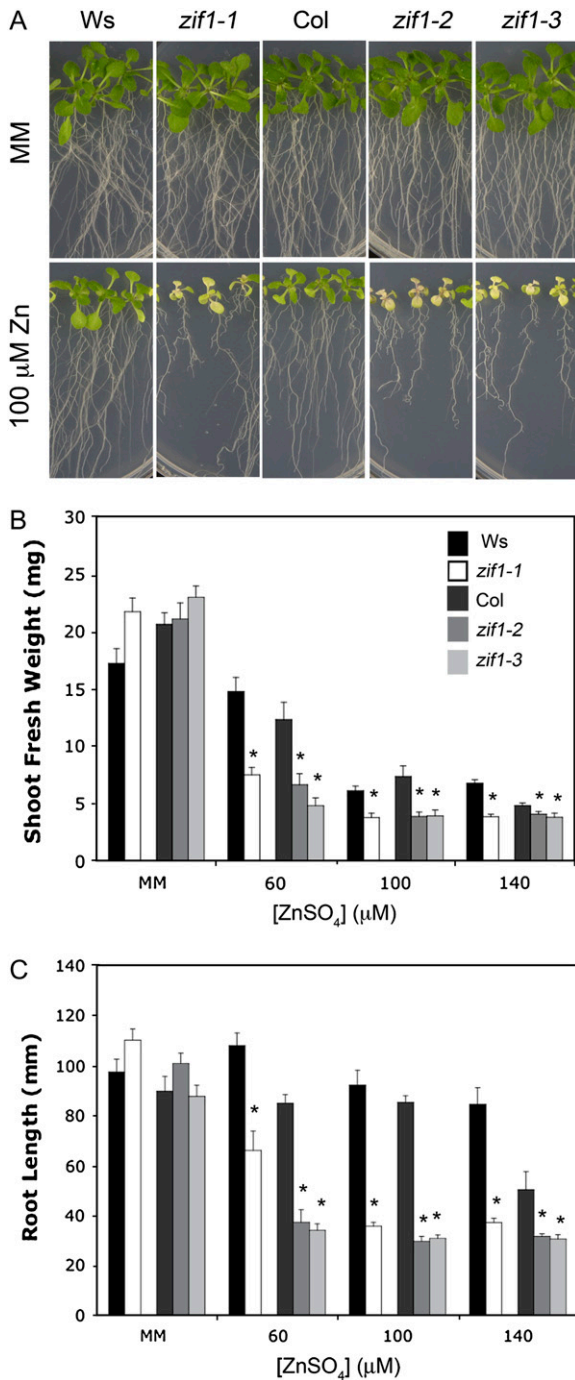 A
Ws zif1-1 Col zif1-2 zif1-3
MM
100 μM Zn
B
30
25
20
15
10
5
0
Shoot Fresh Weight (mg)
Ws
zif1-1
Col
zif1-2
zif1-3
* * * * * * * * *
MM 60 100 140
[ZnSO4] (μM)
C
140
120
100
80
60
40
20
0
Root Length (mm)
* * * * * * * * *
MM 60 100 140
[ZnSO4] (μM)